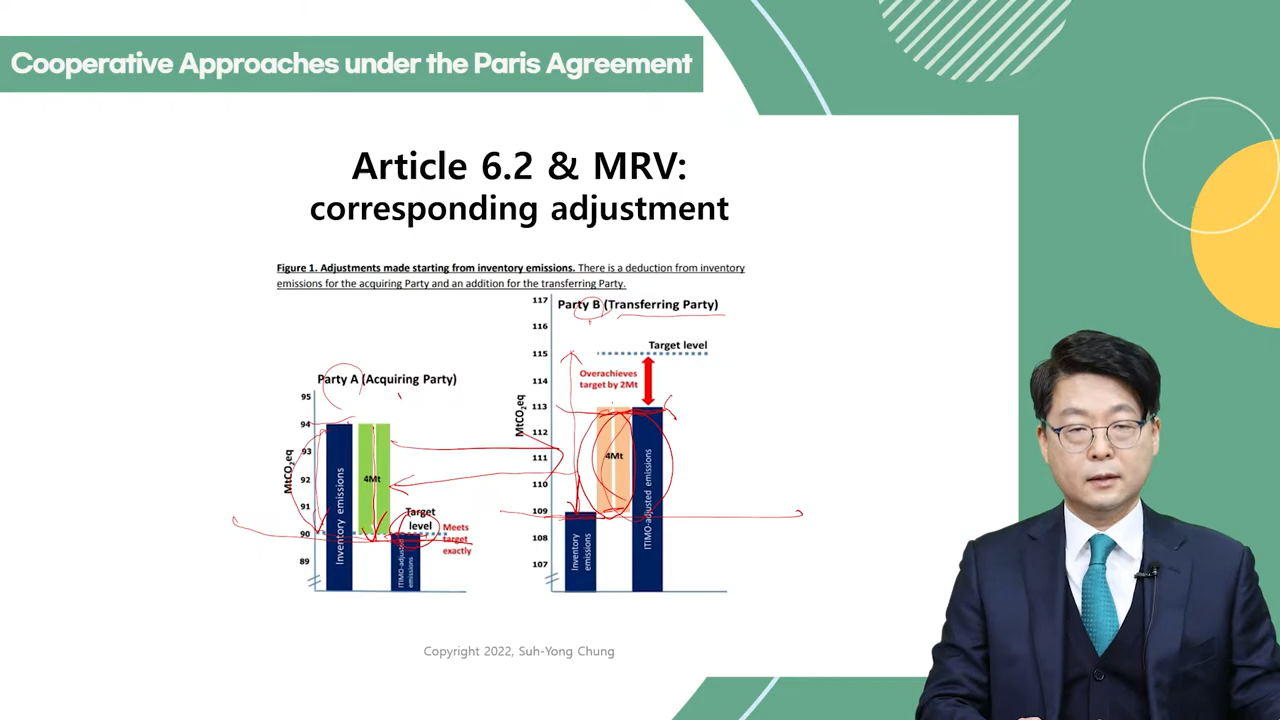 Cooperative Approaches under the Paris Agreement
Article 6.2 & MRV:
corresponding adjustment
Figure 1. Adjustments made starting from inventory emissions. There is a deduction from inventory
emissions for the acquiring Party and an addition for the transferring Party.
Party A (Acquiring Party)
95
94
93
92
91
90
89
MtCO2eq
Inventory emissions
4Mt
Target
level
ITIMO-adjusted
emissions
Meets
target
exactly
Party B (Transferring Party)
117
116
115
114
113
112
111
110
109
108
107
MtCO2eq
Target level
Overachieves
target by 2Mt
4Mt
Inventory
emissions
ITIMO-adjusted emissions
Copyright 2022, Suh-Yong Chung